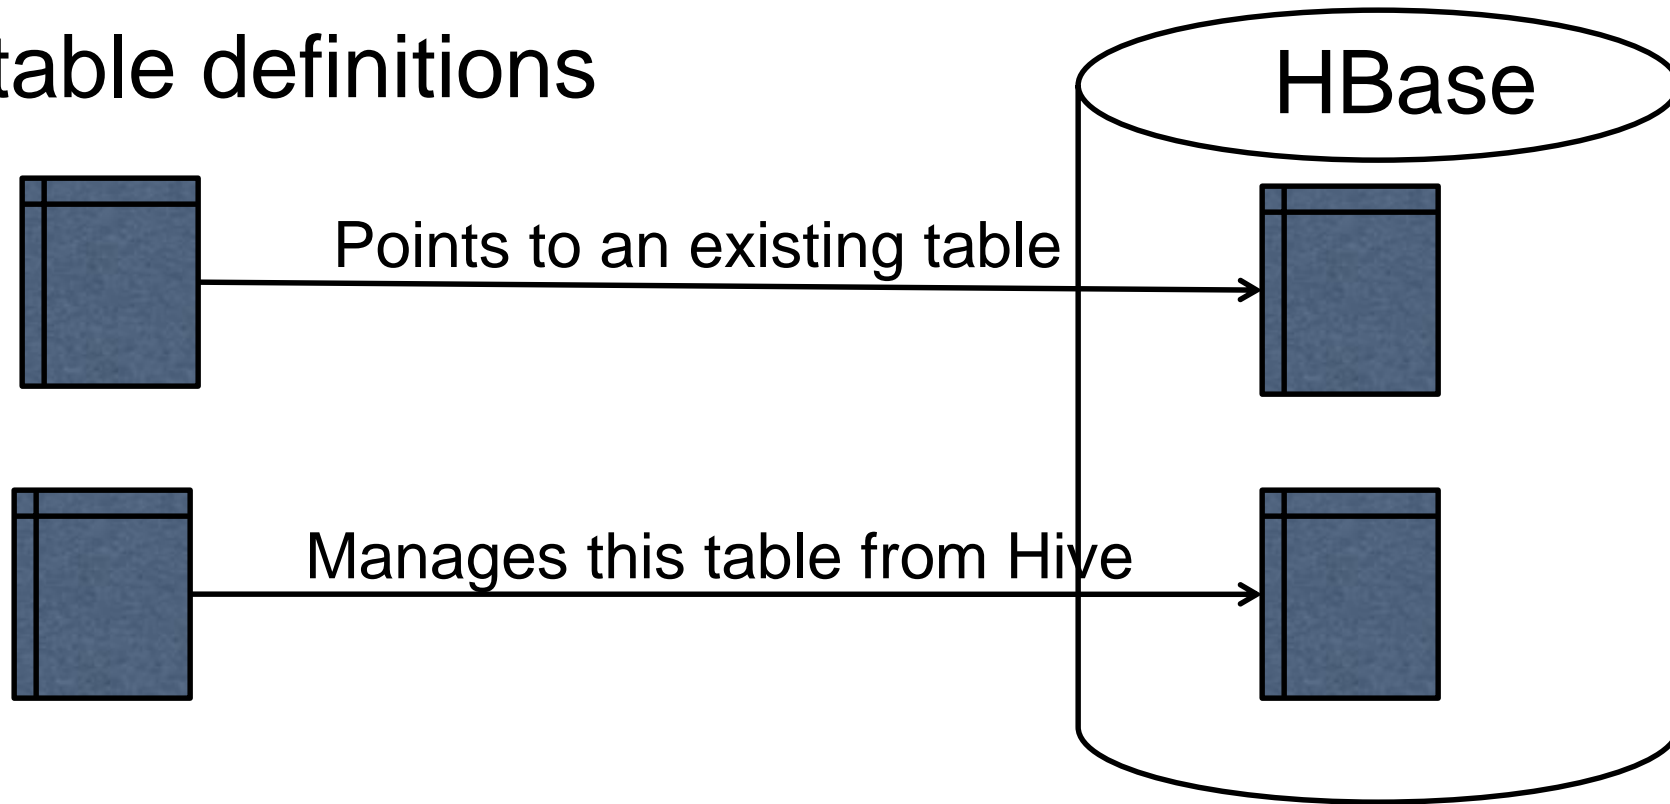 table definitions
HBase
Points to an existing table
Manages this table from Hive